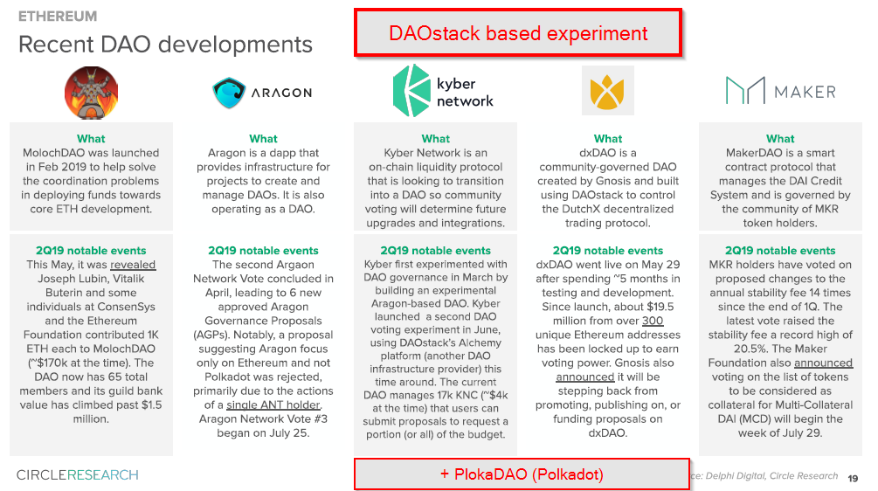 ETHEREUM
Recent DAO developments
DAOstack based experiment
ARAGON
kyber
network
MAKER
What
MolochDAO was launched
in Feb 2019 to help solve
the coordination problems
in deploying funds towards
core ETH development.
What
Aragon is a dapp that
provides infrastructure for
projects to create and
manage DAOs. It is also
operating as a DAO.
What
Kyber Network is an
on-chain liquidity protocol
that is looking to transition
into a DAO so community
voting will determine future
upgrades and integrations.
What
dxDAO is a
community-governed DAO
created by Gnosis and built
using DAOstack to control
the DutchX decentralized
trading protocol.
What
MakerDAO is a smart
contract protocol that
manages the DAI Credit
System and is governed by
the community of MKR
token holders.
2Q19 notable events
This May, it was revealed
Joseph Lubin, Vitalik
Buterin and some
individuals at ConsenSys
and the Ethereum
Foundation contributed 1K
ETH each to MolochDAO
(~$170k at the time). The
DAO now has 65 total
members and its guild bank
value has climbed past $1.5
million.
2Q19 notable events
The second Argaon
Network Vote concluded in
April, leading to 6 new
approved Aragon
Governance Proposals
(AGPs). Notably, a proposal
suggesting Aragon focus
only on Ethereum and not
Polkadot was rejected,
primarily due to the actions
of a single ANT holder.
Aragon Network Vote #3
began on July 25.
2Q19 notable events
Kyber first experimented with
DAO governance in March by
building an experimental
Aragon-based DAO. Kyber
launched a second DAO
voting experiment in June,
using DAOstack's Alchemy
platform (another DAO
infrastructure provider) this
time around. The current
DAO manages 17k KNC (~$4k
at the time) that users can
submit proposals to request a
portion (or all) of the budget.
2Q19 notable events
dxDAO went live on May 29
after spending ~5 months in
testing and development.
Since launch, about $19.5
million from over 300
unique Ethereum addresses
has been locked up to earn
voting power. Gnosis also
announced it will be
stepping back from
promoting, publishing on, or
funding proposals on
dxDAO.
2Q19 notable events
MKR holders have voted on
proposed changes to the
annual stability fee 14 times
since the end of 1Q. The
latest vote raised the
stability fee a record high of
20.5%. The Maker
Foundation also announced
voting on the list of tokens
to be considered as
collateral for Multi-Collateral
DAI (MCD) will begin the
week of July 29.
CIRCLERESEARCH
+ PlokaDAO (Polkadot)
ce: Delphi Digital, Circle Research
19